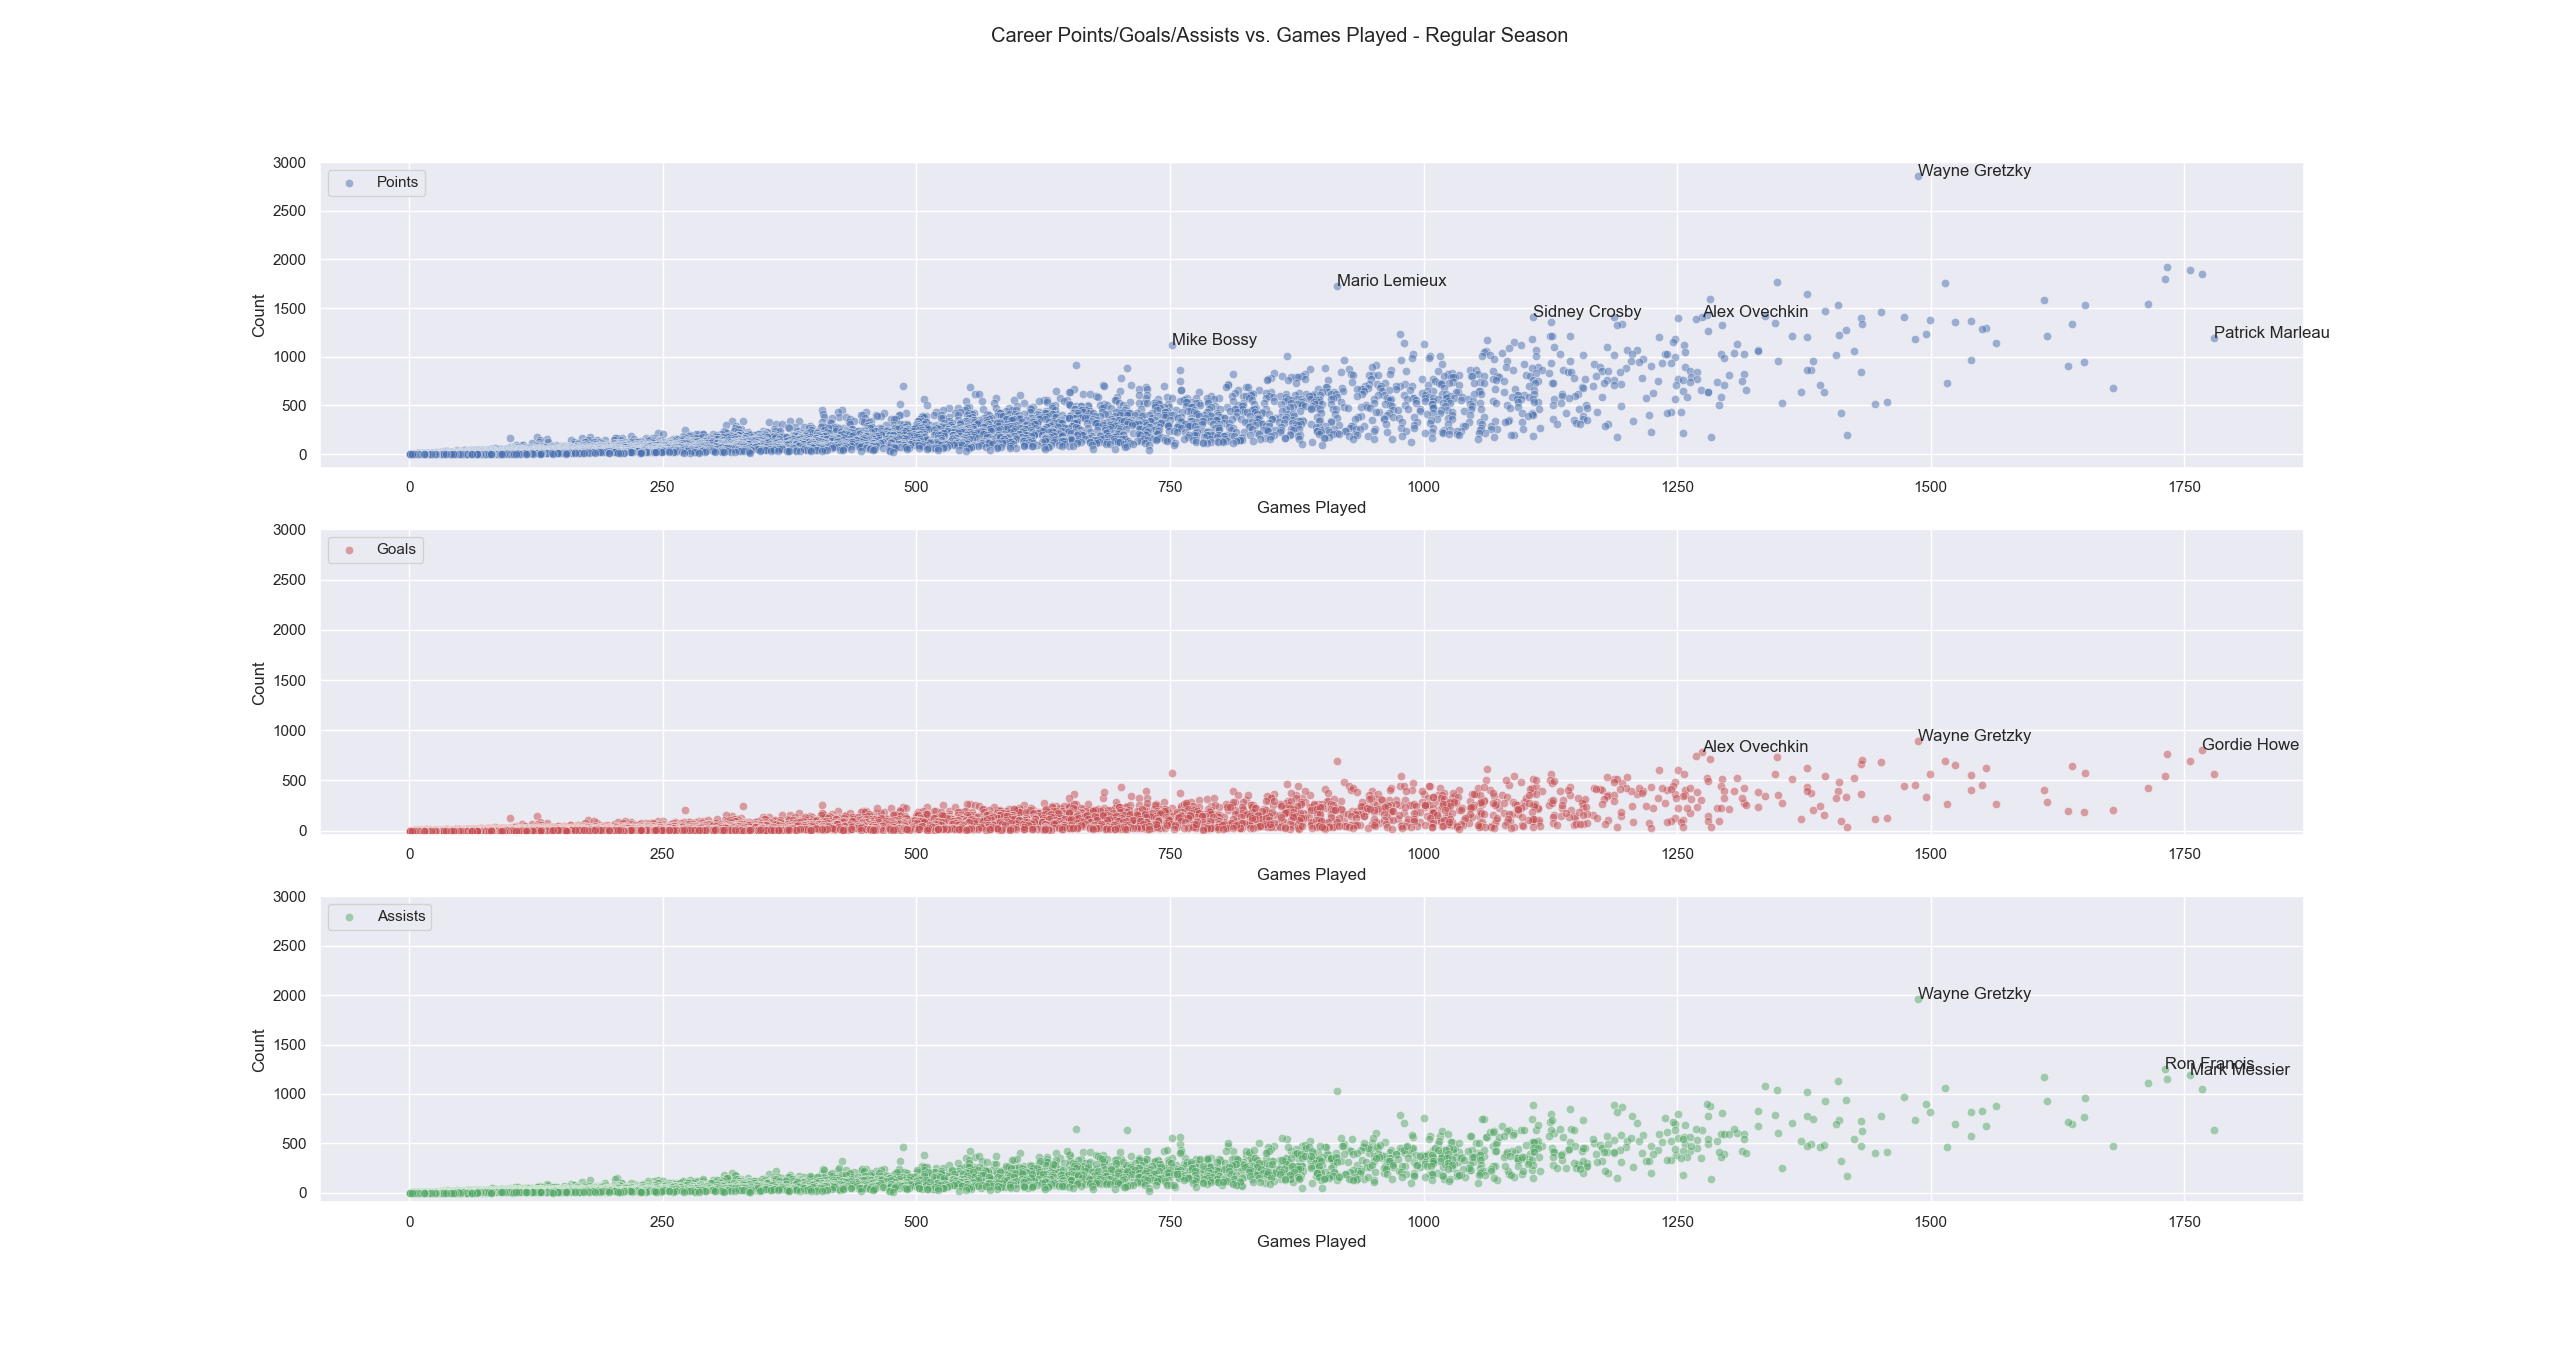 Career Points/Goals/Assists vs. Games Played - Regular Season
3000
2500
2000
1500
1000
500
0
Count
Points
Wayne Gretzky
Mario Lemieux
Sidney Crosby
Alex Ovechkin
Mike Bossy
Patrick Marleau
0 250 500 750 1000 1250 1500 1750
Games Played
3000
2500
2000
1500
1000
500
0
Count
Goals
Wayne Gretzky
Alex Ovechkin
Gordie Howe
0 250 500 750 1000 1250 1500 1750
Games Played
3000
2500
2000
1500
1000
500
0
Count
Assists
Wayne Gretzky
Ron Francis
Mark Messier
0 250 500 750 1000 1250 1500 1750
Games Played